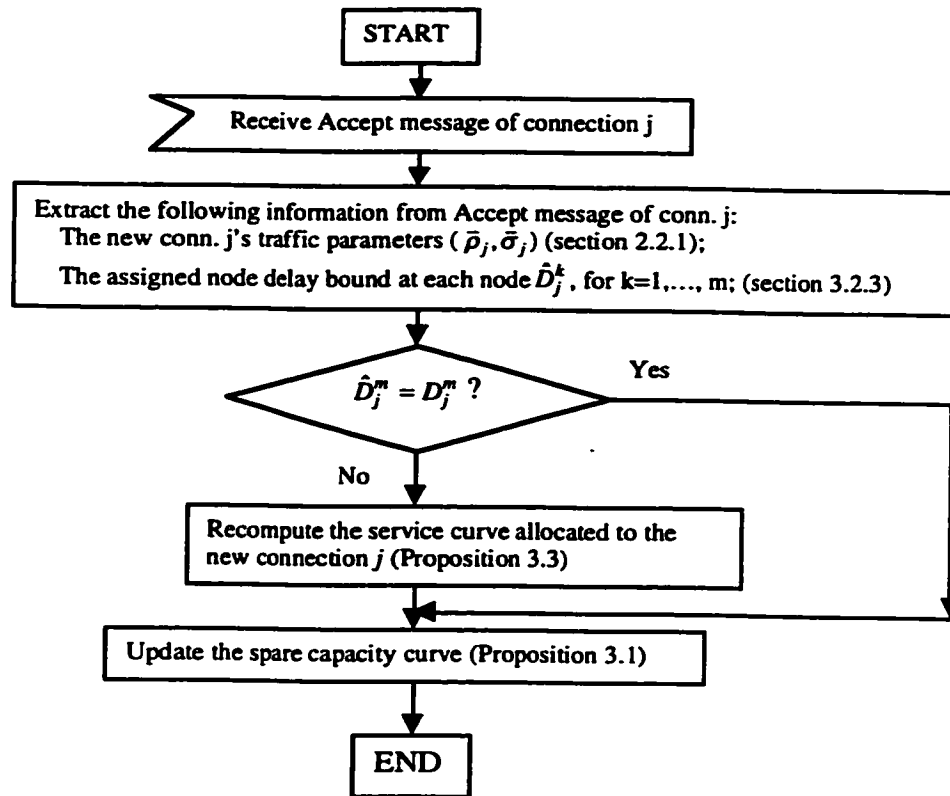 START
Receive Accept message of connection j
Extract the following information from Accept message of conn. j:
The new conn. j's traffic parameters ( ρ̄_j, σ̄_j ) (section 2.2.1);
The assigned node delay bound at each node D̂_j^k, for k=1,..., m; (section 3.2.3)
D̂_j^m = D_j^m ?
Yes
No
Recompute the service curve allocated to the
new connection j (Proposition 3.3)
Update the spare capacity curve (Proposition 3.1)
END